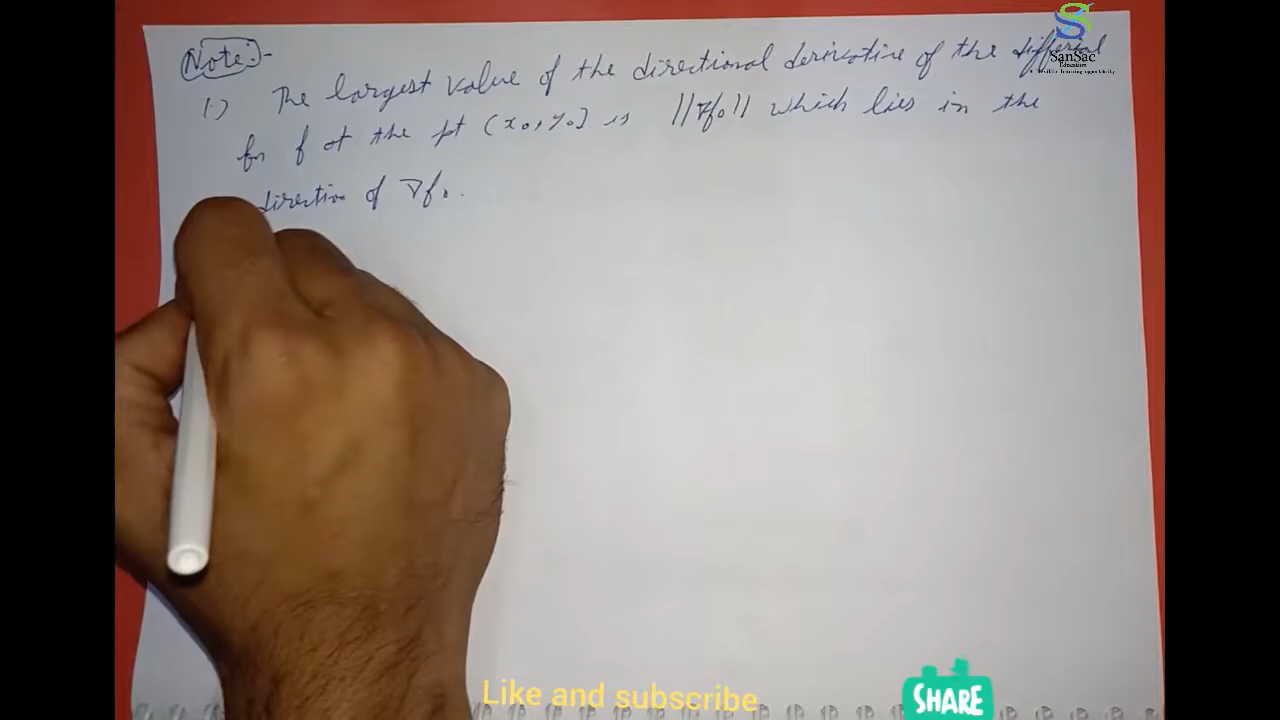 Note:-
1.) The largest value of the directional derivative of the
fn f at the pt (x₀, y₀) is ||∇f₀|| which lies in the
direction of ∇f₀.
SanSac
Education
Like and subscribe
SHARE